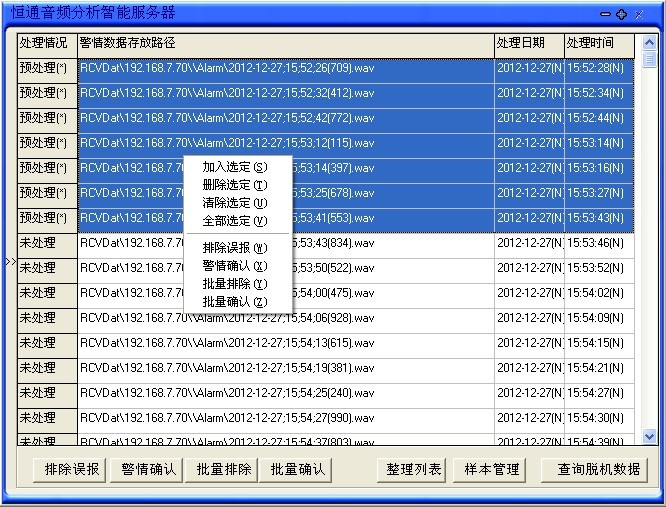 恒通音频分析智能服务器
处理情况 警情数据存放路径 处理日期 处理时间
预处理(*) RCVDat\192.168.7.70\\Alarm\2012-12-27;15,52;26(709).wav 2012-12-27(N) 15:52:28(N)
预处理(*) RCVDat\192.168.7.70\\Alarm\2012-12-27;15,52;32(412).wav 2012-12-27(N) 15:52:34(N)
预处理(*) RCVDat\192.168.7.70\\Alarm\2012-12-27;15,52;42(772).wav 2012-12-27(N) 15:52:44(N)
预处理(*) RCVDat\192.168.7.70\\Alarm\2012-12-27;15,53;12(115).wav 2012-12-27(N) 15:53:14(N)
预处理(*) RCVDat\192.168.7.70 5,53;14(397).wav 2012-12-27(N) 15:53:16(N)
预处理(*) RCVDat\192.168.7.70 5,53;25(678).wav 2012-12-27(N) 15:53:27(N)
预处理(*) RCVDat\192.168.7.70 5,53;41(553).wav 2012-12-27(N) 15:53:43(N)
未处理 RCVDat\192.168.7.70 5,53;43(834).wav 2012-12-27(N) 15:53:46(N)
>> 未处理 RCVDat\192.168.7.70 5,53;50(522).wav 2012-12-27(N) 15:53:52(N)
未处理 RCVDat\192.168.7.70 5,54;00(475).wav 2012-12-27(N) 15:54:02(N)
未处理 RCVDat\192.168.7.70\\Alarm\2012-12-27;15,54;06(928).wav 2012-12-27(N) 15:54:09(N)
未处理 RCVDat\192.168.7.70\\Alarm\2012-12-27;15,54;13(615).wav 2012-12-27(N) 15:54:15(N)
未处理 RCVDat\192.168.7.70\\Alarm\2012-12-27;15,54;19(381).wav 2012-12-27(N) 15:54:21(N)
未处理 RCVDat\192.168.7.70\\Alarm\2012-12-27;15,54;25(240).wav 2012-12-27(N) 15:54:27(N)
未处理 RCVDat\192.168.7.70\\Alarm\2012-12-27;15,54;27(990).wav 2012-12-27(N) 15:54:30(N)
未处理 RCVDat\192.168.7.70\\Alarm\2012-12-27;15,54;37(803).wav 2012-12-27(N) 15:54:39(N)
加入选定(S)
删除选定(T)
清除选定(U)
全部选定(V)
排除误报(W)
警情确认(X)
批量排除(Y)
批量确认(Z)
排除误报 警情确认 批量排除 批量确认 整理列表 样本管理 查询脱机数据